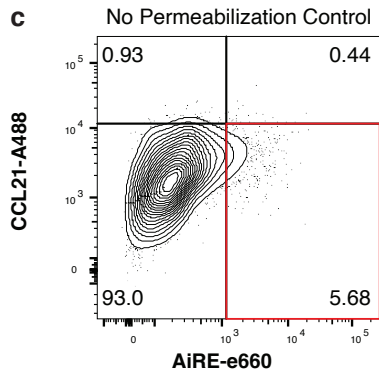 c
No Permeabilization Control
0.93 0.44
10^5
10^4
10^3
0
93.0 5.68
0 10^3 10^4 10^5
CCL21-A488
AiRE-e660